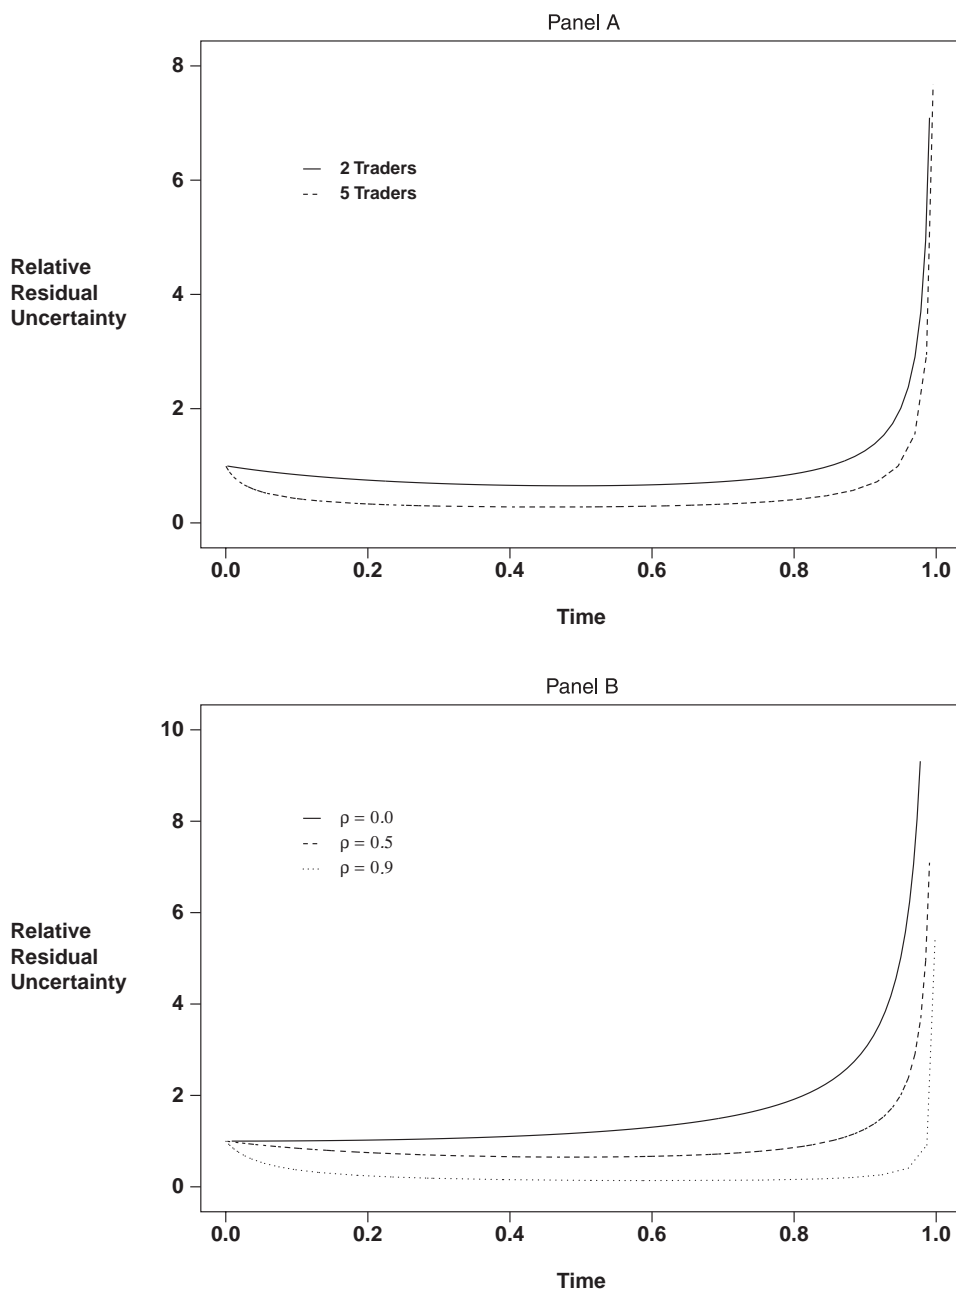 Panel A
8
6
4
2
0
2 Traders
5 Traders
Relative
Residual
Uncertainty
0.0 0.2 0.4 0.6 0.8 1.0
Time
Panel B
10
8
6
4
2
0
ρ = 0.0
ρ = 0.5
ρ = 0.9
Relative
Residual
Uncertainty
0.0 0.2 0.4 0.6 0.8 1.0
Time